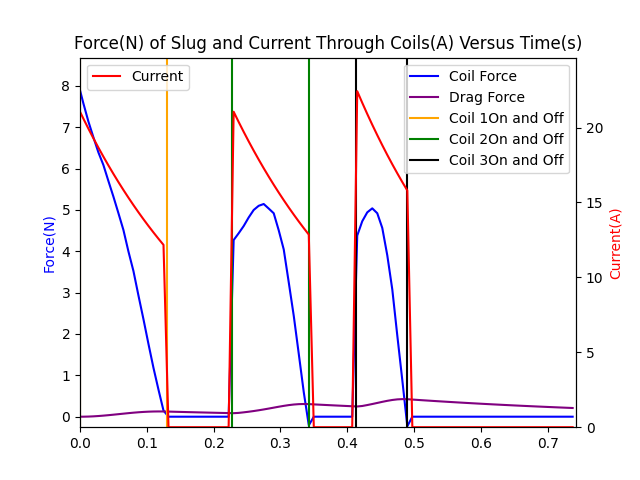 Force(N) of Slug and Current Through Coils(A) Versus Time(s)
Current
Coil Force
Drag Force
Coil 1On and Off
Coil 2On and Off
Coil 3On and Off
Force(N)
8
7
6
5
4
3
2
1
0
20
15
10
5
0
Current(A)
0.0 0.1 0.2 0.3 0.4 0.5 0.6 0.7